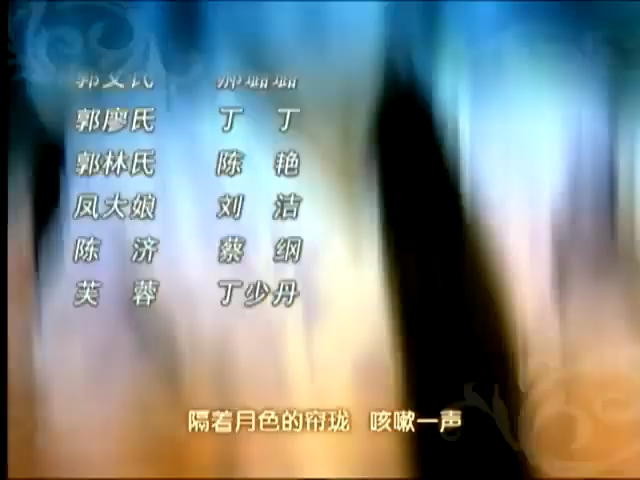 郭廖氏 丁 丁
郭林氏 陈 艳
凤大娘 刘 洁
陈 济 蔡 纲
芙 蓉 丁少丹
隔着月色的帘珑 咳嗽一声